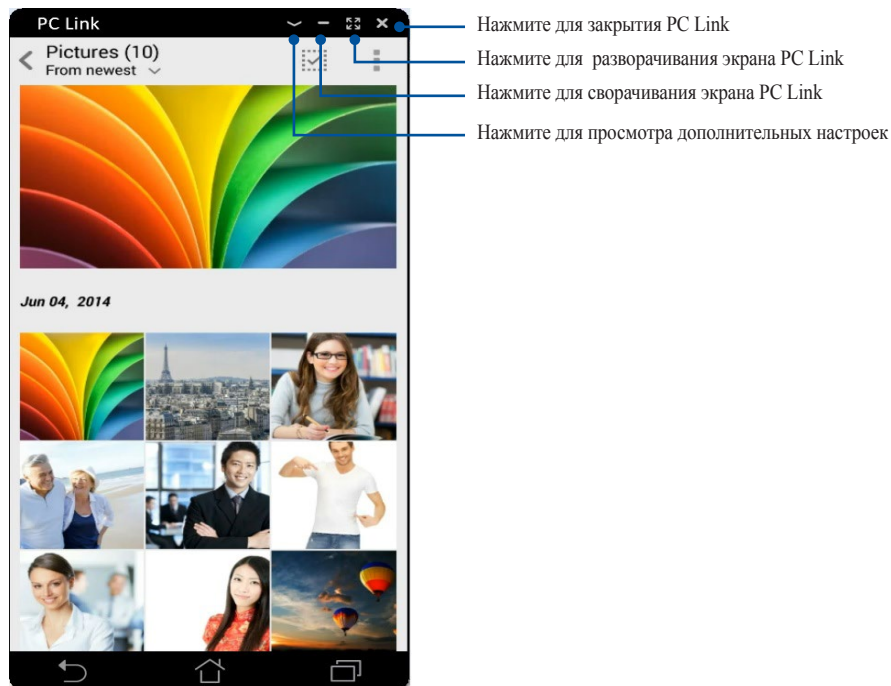 PC Link
Pictures (10)
From newest
Jun 04, 2014
Нажмите для закрытия PC Link
Нажмите для разворачивания экрана PC Link
Нажмите для сворачивания экрана PC Link
Нажмите для просмотра дополнительных настроек